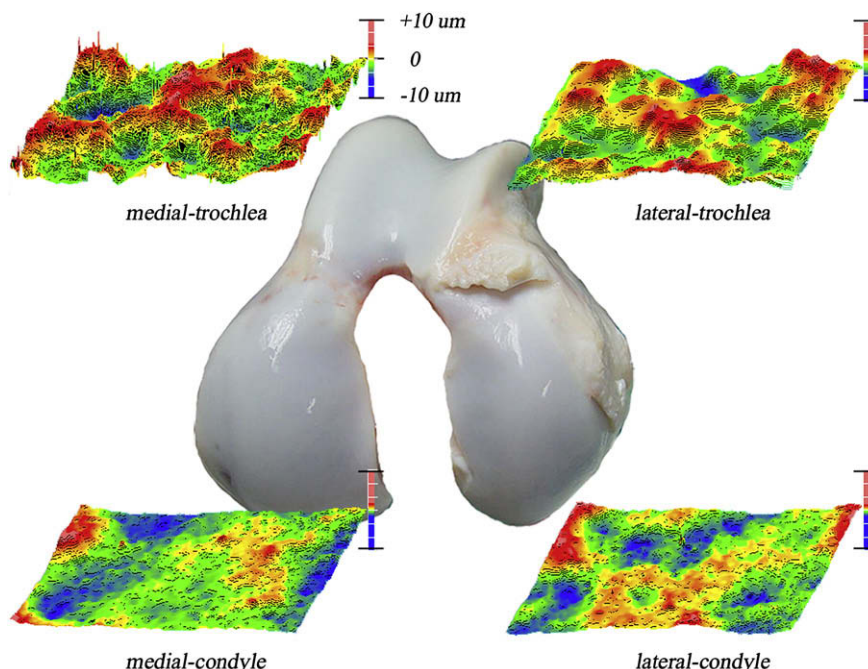 +10 um
0
-10 um
medial-trochlea
lateral-trochlea
medial-condyle
lateral-condyle